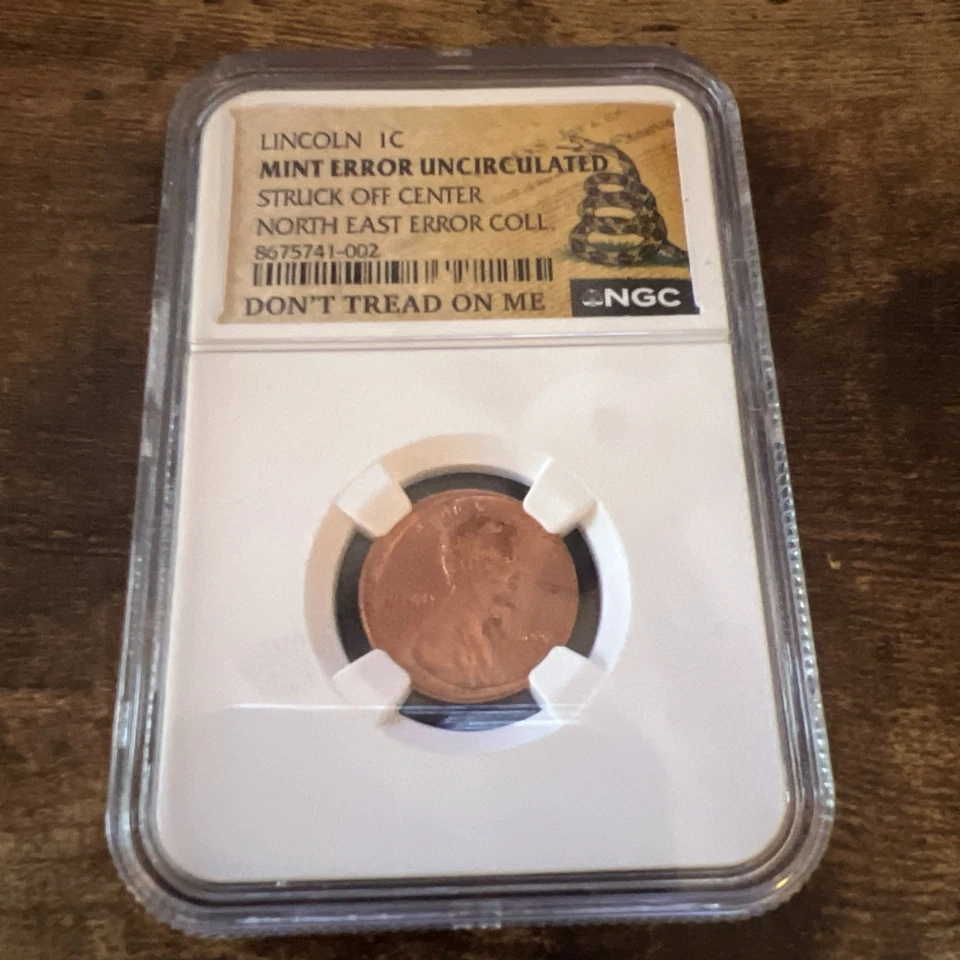 LINCOLN 1C
MINT ERROR UNCIRCULATED
STRUCK OFF CENTER
NORTH EAST ERROR COLL.
8675741-002
DON'T TREAD ON ME
NGC